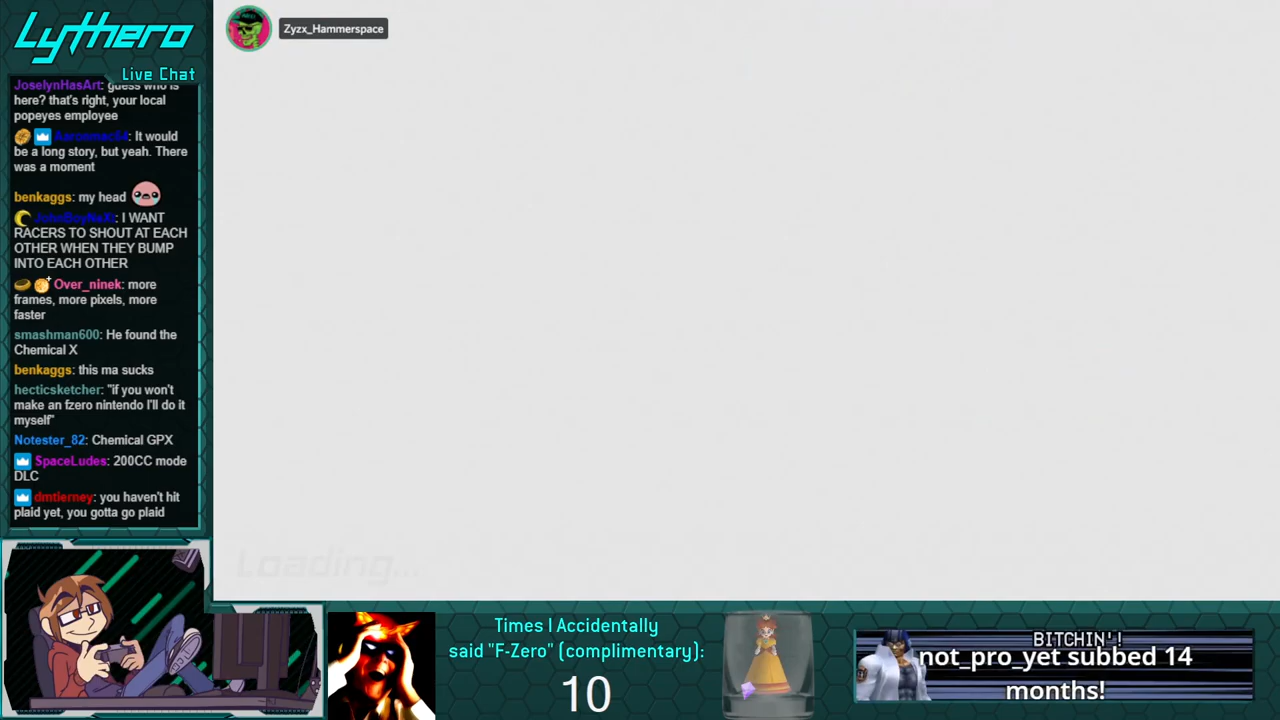 Lythero
Live Chat
Zyzx_Hammerspace
JoselynHasArt: guess who is
here? that's right, your local
popeyes employee
Aaronmac64: It would
be a long story, but yeah. There
was a moment
benkaggs: my head
JohnBoyNeXt: I WANT
RACERS TO SHOUT AT EACH
OTHER WHEN THEY BUMP
INTO EACH OTHER
Over_ninek: more
frames, more pixels, more
faster
smashman600: He found the
Chemical X
benkaggs: this ma sucks
hecticsketcher: "if you won't
make an fzero nintendo I'll do it
myself"
Notester_82: Chemical GPX
SpaceLudes: 200CC mode
DLC
dmtierney: you haven't hit
plaid yet, you gotta go plaid
Loading...
Times I Accidentally
said "F-Zero" (complimentary):
10
BITCHIN'!
not_pro_yet subbed 14
months!